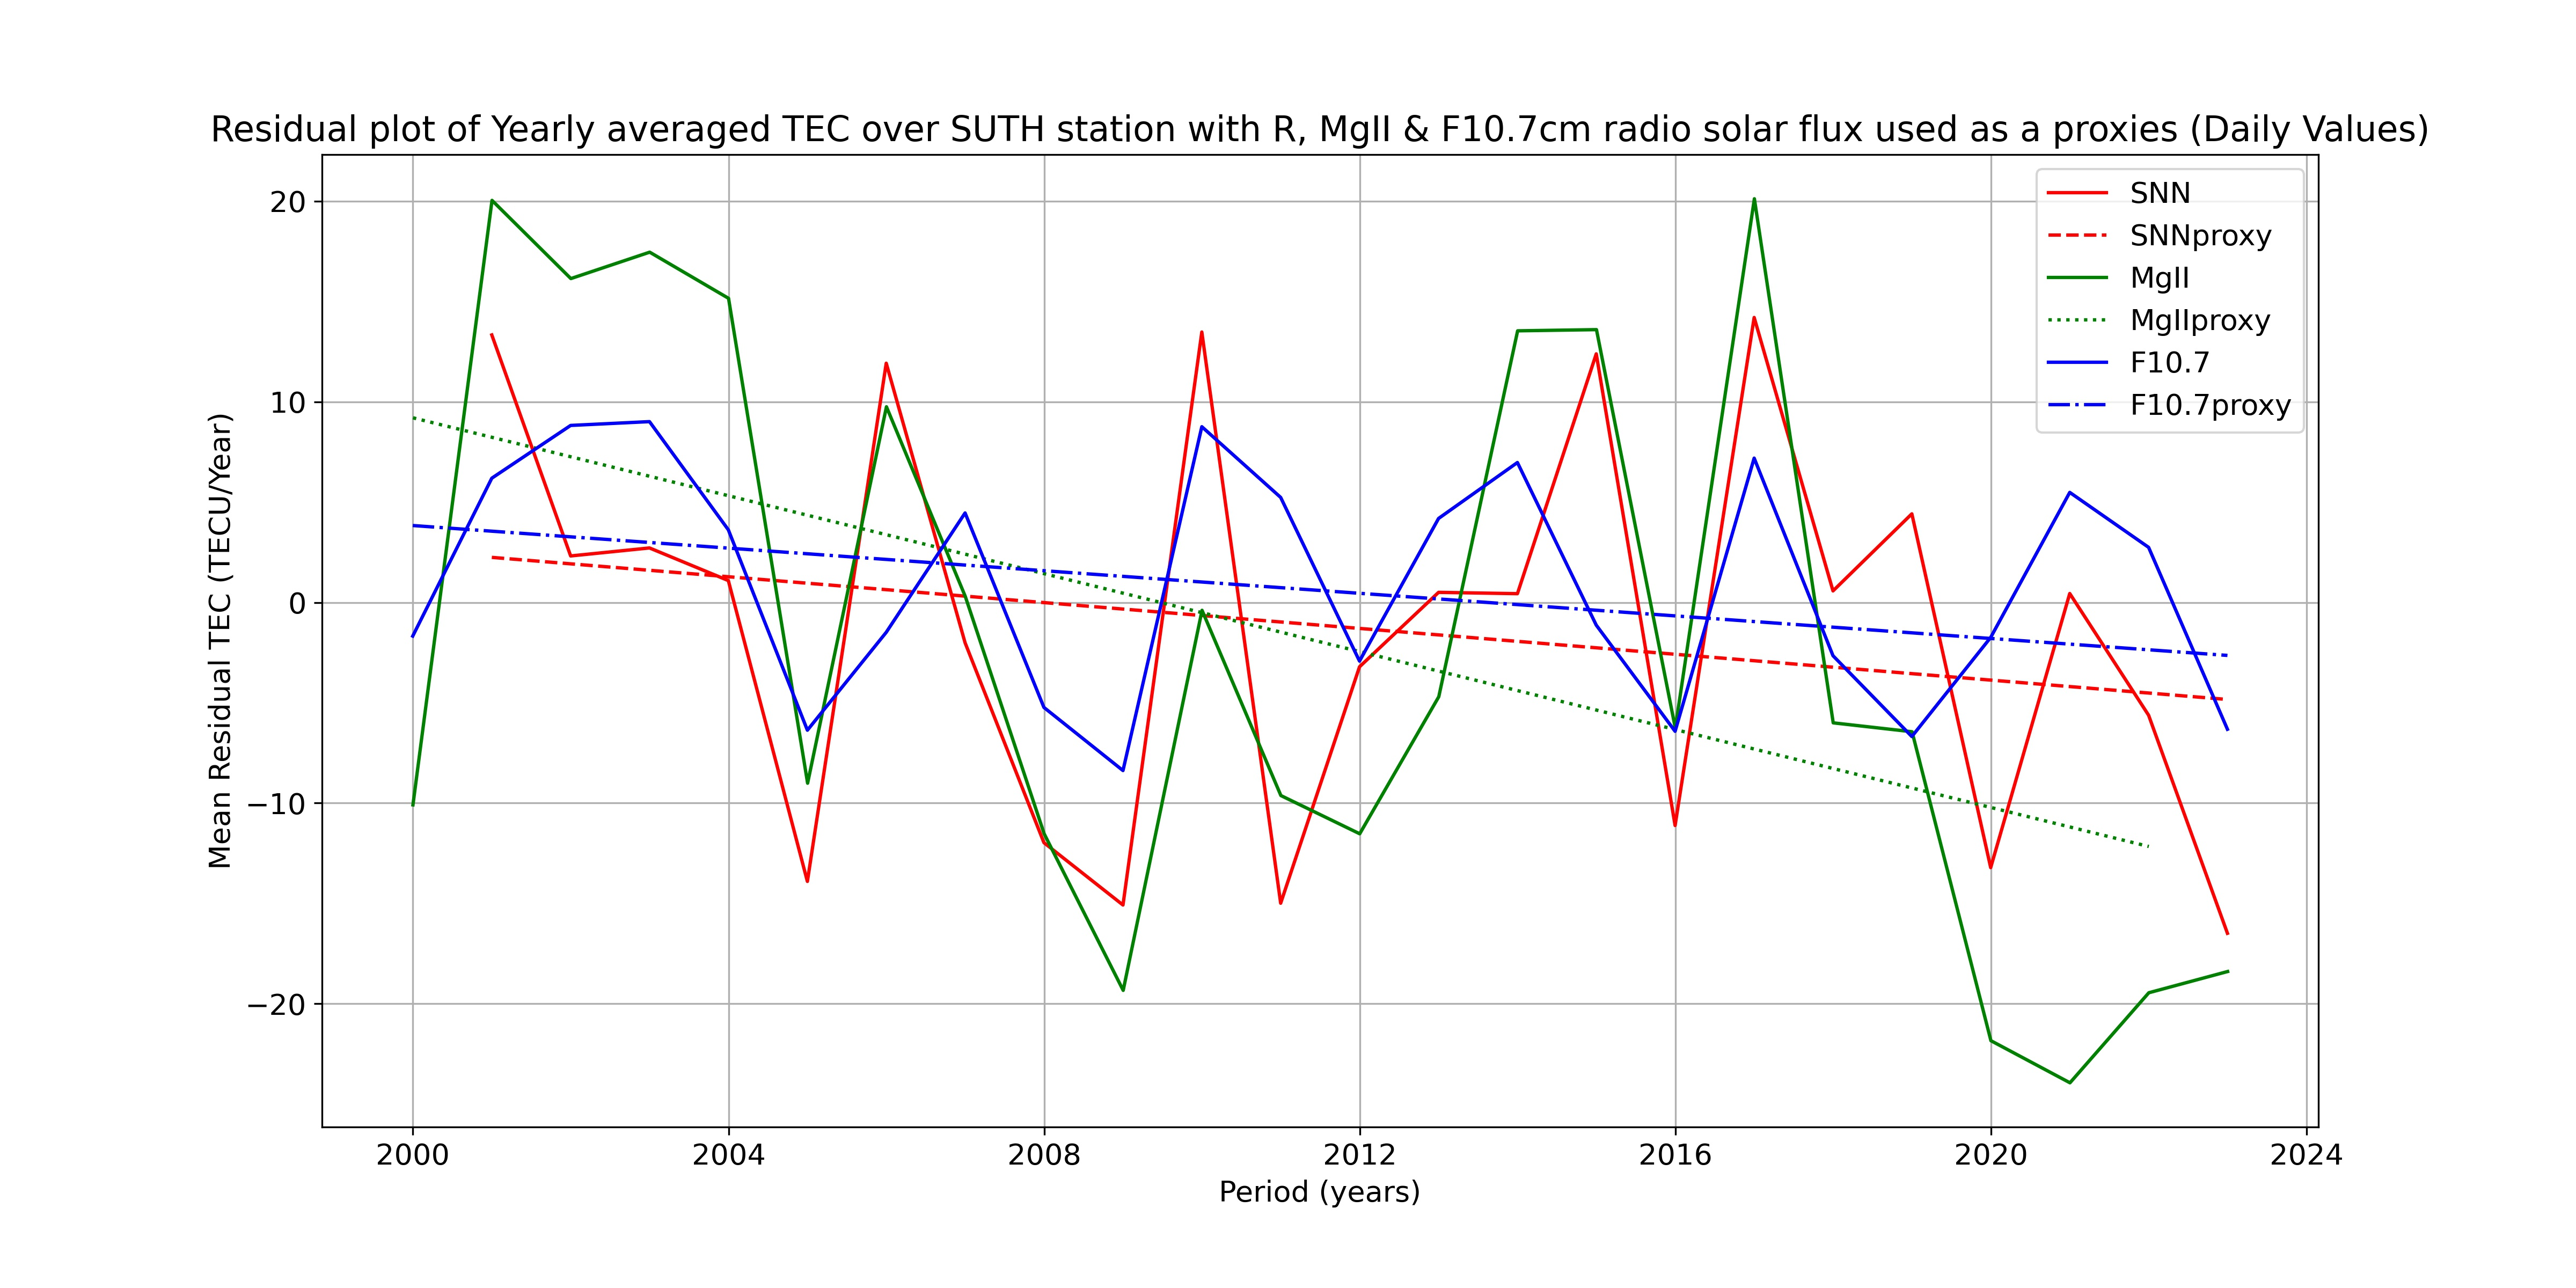 Residual plot of Yearly averaged TEC over SUTH station with R, MgII & F10.7cm radio solar flux used as a proxies (Daily Values)
SNN
SNNproxy
MgII
MgIIproxy
F10.7
F10.7proxy
Mean Residual TEC (TECU/Year)
20
10
0
−10
−20
2000 2004 2008 2012 2016 2020 2024
Period (years)